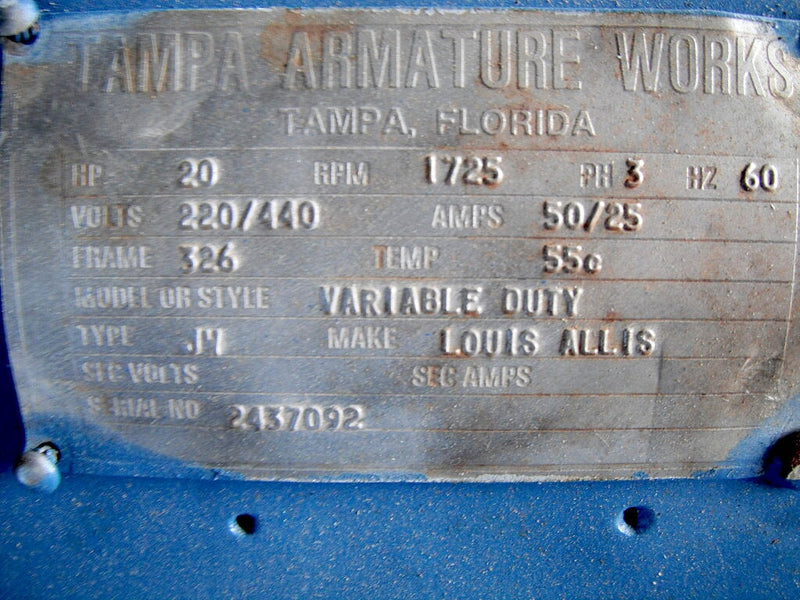 TAMPA ARMATURE WORKS
TAMPA, FLORIDA
HP 20 RPM 1725 PH 3 HZ 60
VOLTS 220/440 AMPS 50/25
FRAME 326 TEMP 55c
MODEL OR STYLE VARIABLE DUTY
TYPE MAKE LOUIS ALLIS
SEC VOLTS SEC AMPS
SERIAL NO 2437092